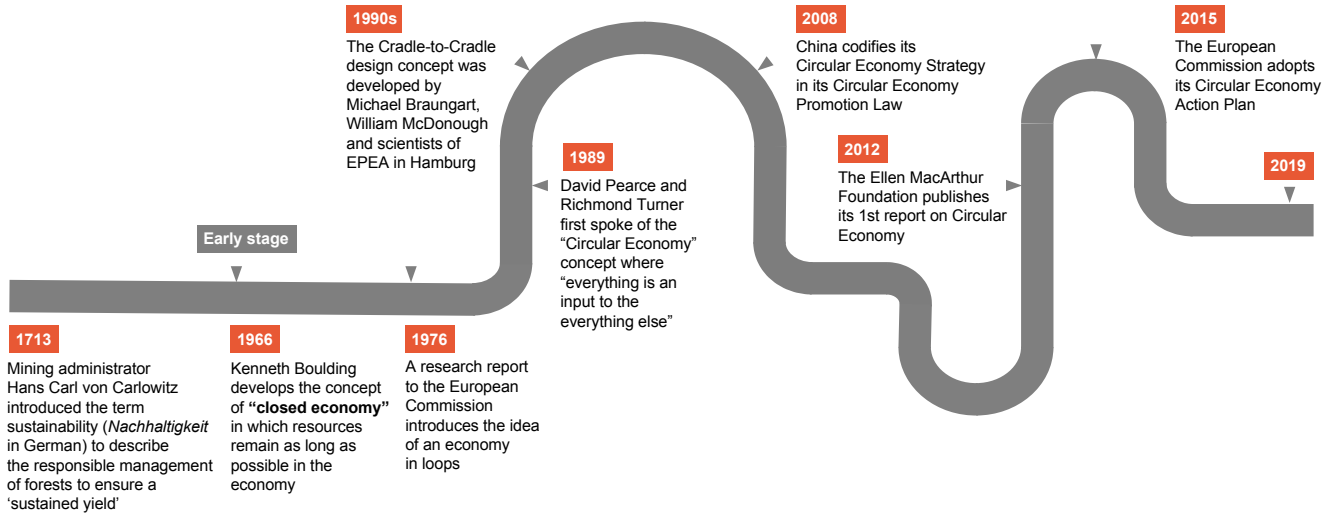 1990s
The Cradle-to-Cradle
design concept was
developed by
Michael Braungart,
William McDonough
and scientists of
EPEA in Hamburg
2008
China codifies its
Circular Economy Strategy
in its Circular Economy
Promotion Law
2015
The European
Commission adopts
its Circular Economy
Action Plan
1989
David Pearce and
Richmond Turner
first spoke of the
“Circular Economy”
concept where
“everything is an
input to the
everything else”
2012
The Ellen MacArthur
Foundation publishes
its 1st report on Circular
Economy
2019
Early stage
1713
Mining administrator
Hans Carl von Carlowitz
introduced the term
sustainability (Nachhaltigkeit
in German) to describe
the responsible management
of forests to ensure a
‘sustained yield’
1966
Kenneth Boulding
develops the concept
of “closed economy”
in which resources
remain as long as
possible in the
economy
1976
A research report
to the European
Commission
introduces the idea
of an economy
in loops